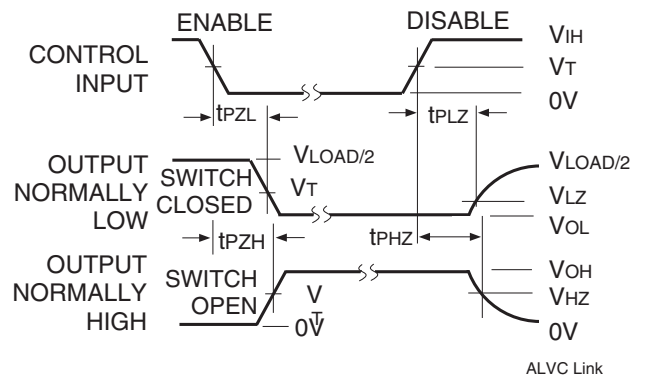 ENABLE
DISABLE
CONTROL
INPUT
VIH
VT
0V
tPZL
tPLZ
OUTPUT
NORMALLY
LOW
SWITCH
CLOSED
VLOAD/2
VT
VLOAD/2
VLZ
VOL
tPZH
tPHZ
OUTPUT
NORMALLY
HIGH
SWITCH
OPEN
V
T
0V
VOH
VHZ
0V
ALVC Link